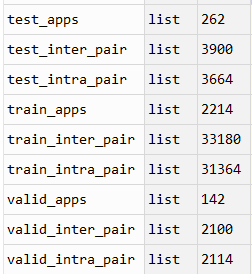 test_apps list 262
test_inter_pair list 3900
test_intra_pair list 3664
train_apps list 2214
train_inter_pair list 33180
train_intra_pair list 31364
valid_apps list 142
valid_inter_pair list 2100
valid_intra_pair list 2114